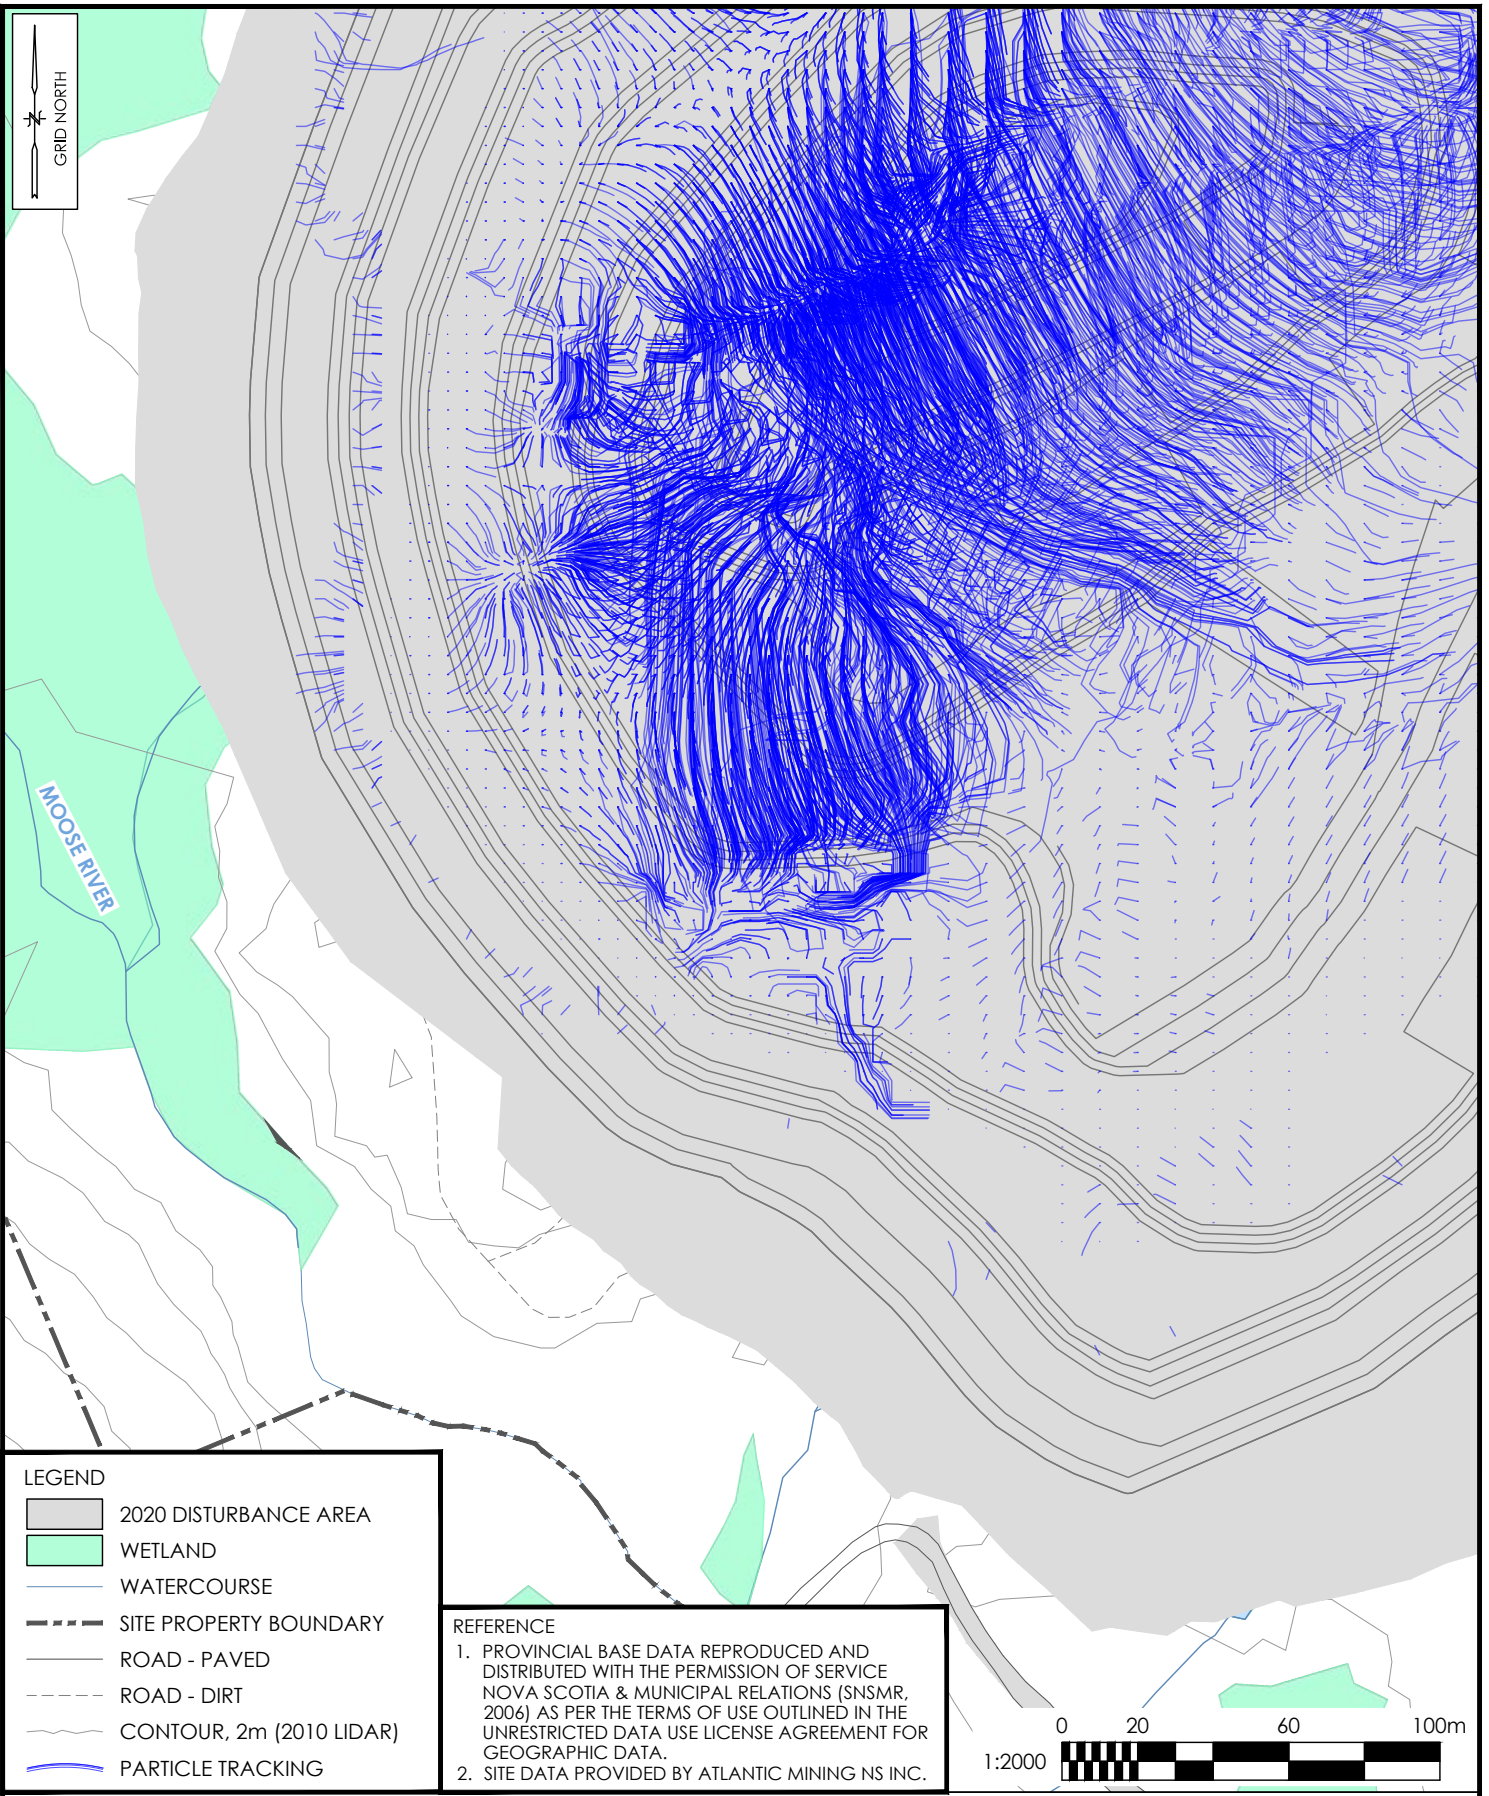 GRID NORTH
N
MOOSE RIVER
LEGEND
2020 DISTURBANCE AREA
WETLAND
WATERCOURSE
SITE PROPERTY BOUNDARY
ROAD - PAVED
ROAD - DIRT
CONTOUR, 2m (2010 LIDAR)
PARTICLE TRACKING
REFERENCE
1. PROVINCIAL BASE DATA REPRODUCED AND
DISTRIBUTED WITH THE PERMISSION OF SERVICE
NOVA SCOTIA & MUNICIPAL RELATIONS (SNSMR,
2006) AS PER THE TERMS OF USE OUTLINED IN THE
UNRESTRICTED DATA USE LICENSE AGREEMENT FOR
GEOGRAPHIC DATA.
2. SITE DATA PROVIDED BY ATLANTIC MINING NS INC.
0 20 60 100m
1:2000